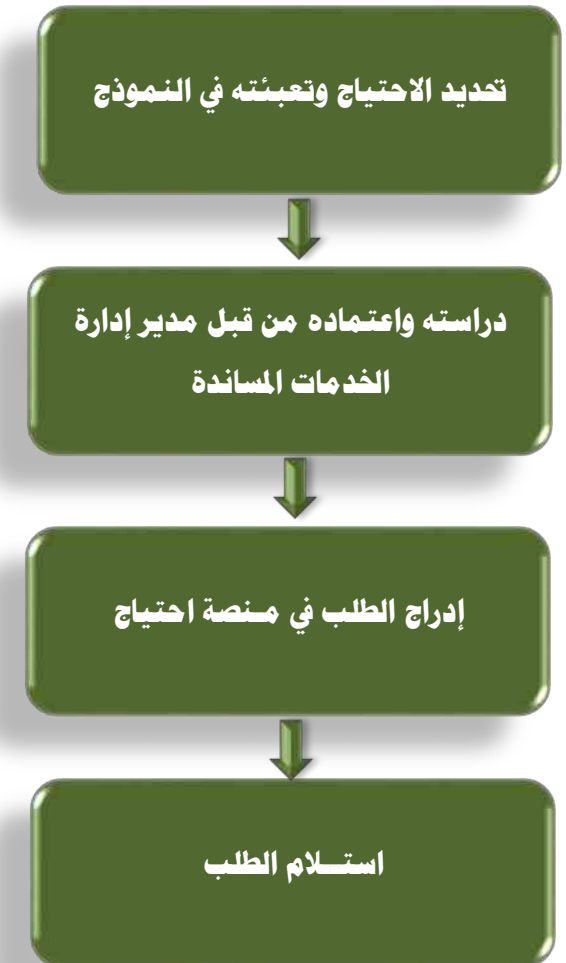 تحديد الاحتياج وتعبئته في النموذج
دراسته واعتماده من قبل مدير إدارة
الخدمات المساندة
إدراج الطلب في منصة احتياج
استلام الطلب